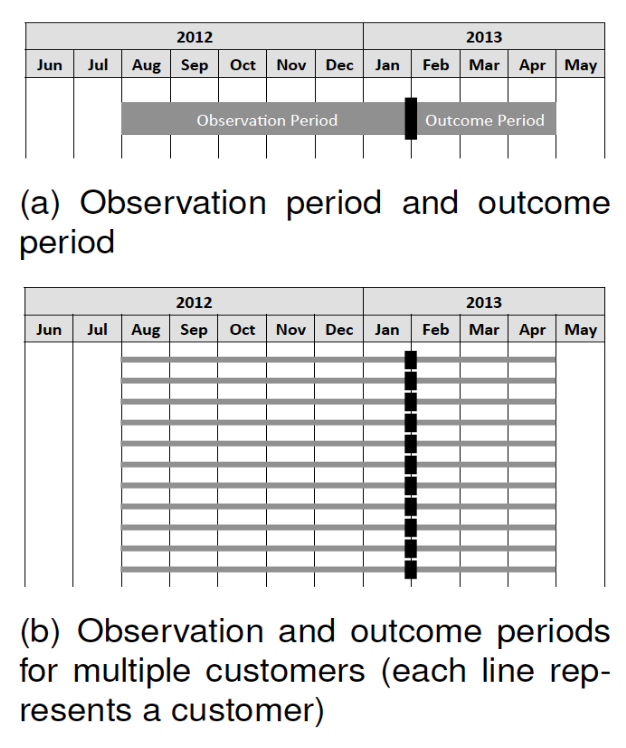 2012 2013
Jun Jul Aug Sep Oct Nov Dec Jan Feb Mar Apr May
Observation Period Outcome Period
(a) Observation period and outcome
period
2012 2013
Jun Jul Aug Sep Oct Nov Dec Jan Feb Mar Apr May
(b) Observation and outcome periods
for multiple customers (each line rep-
resents a customer)